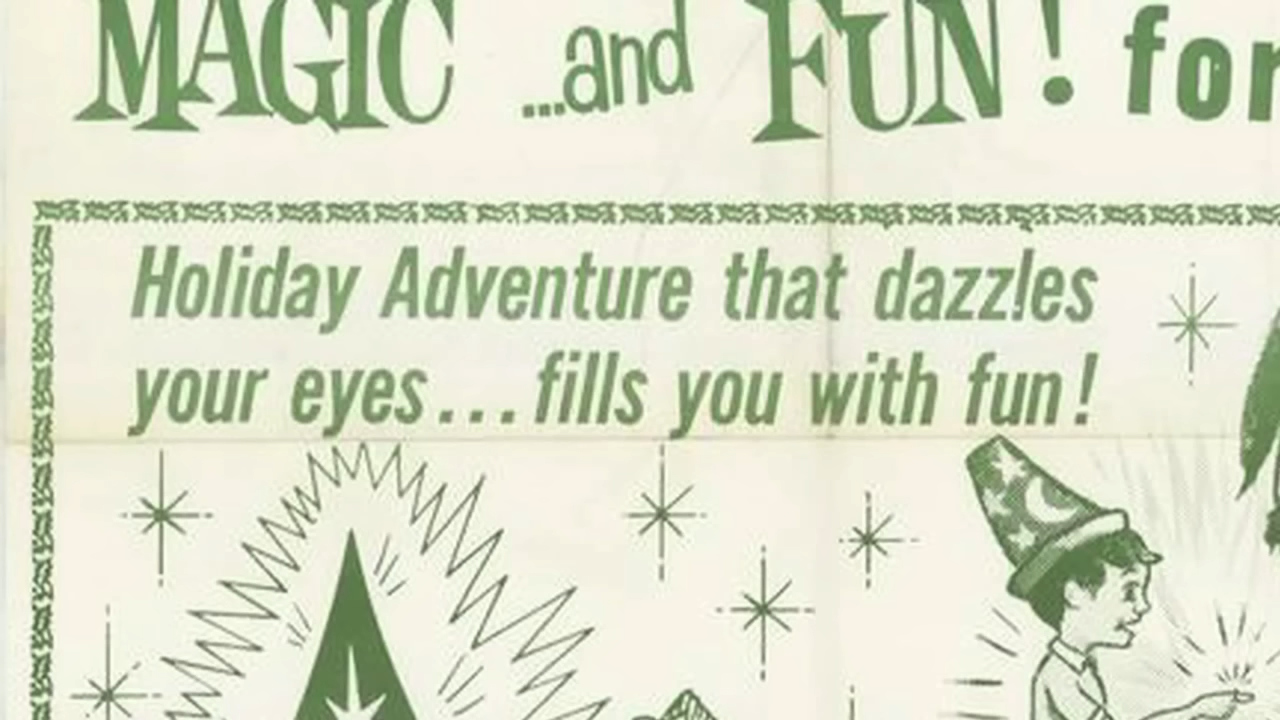 MAGIC ...and FUN! for
Holiday Adventure that dazzles
your eyes... fills you with fun!